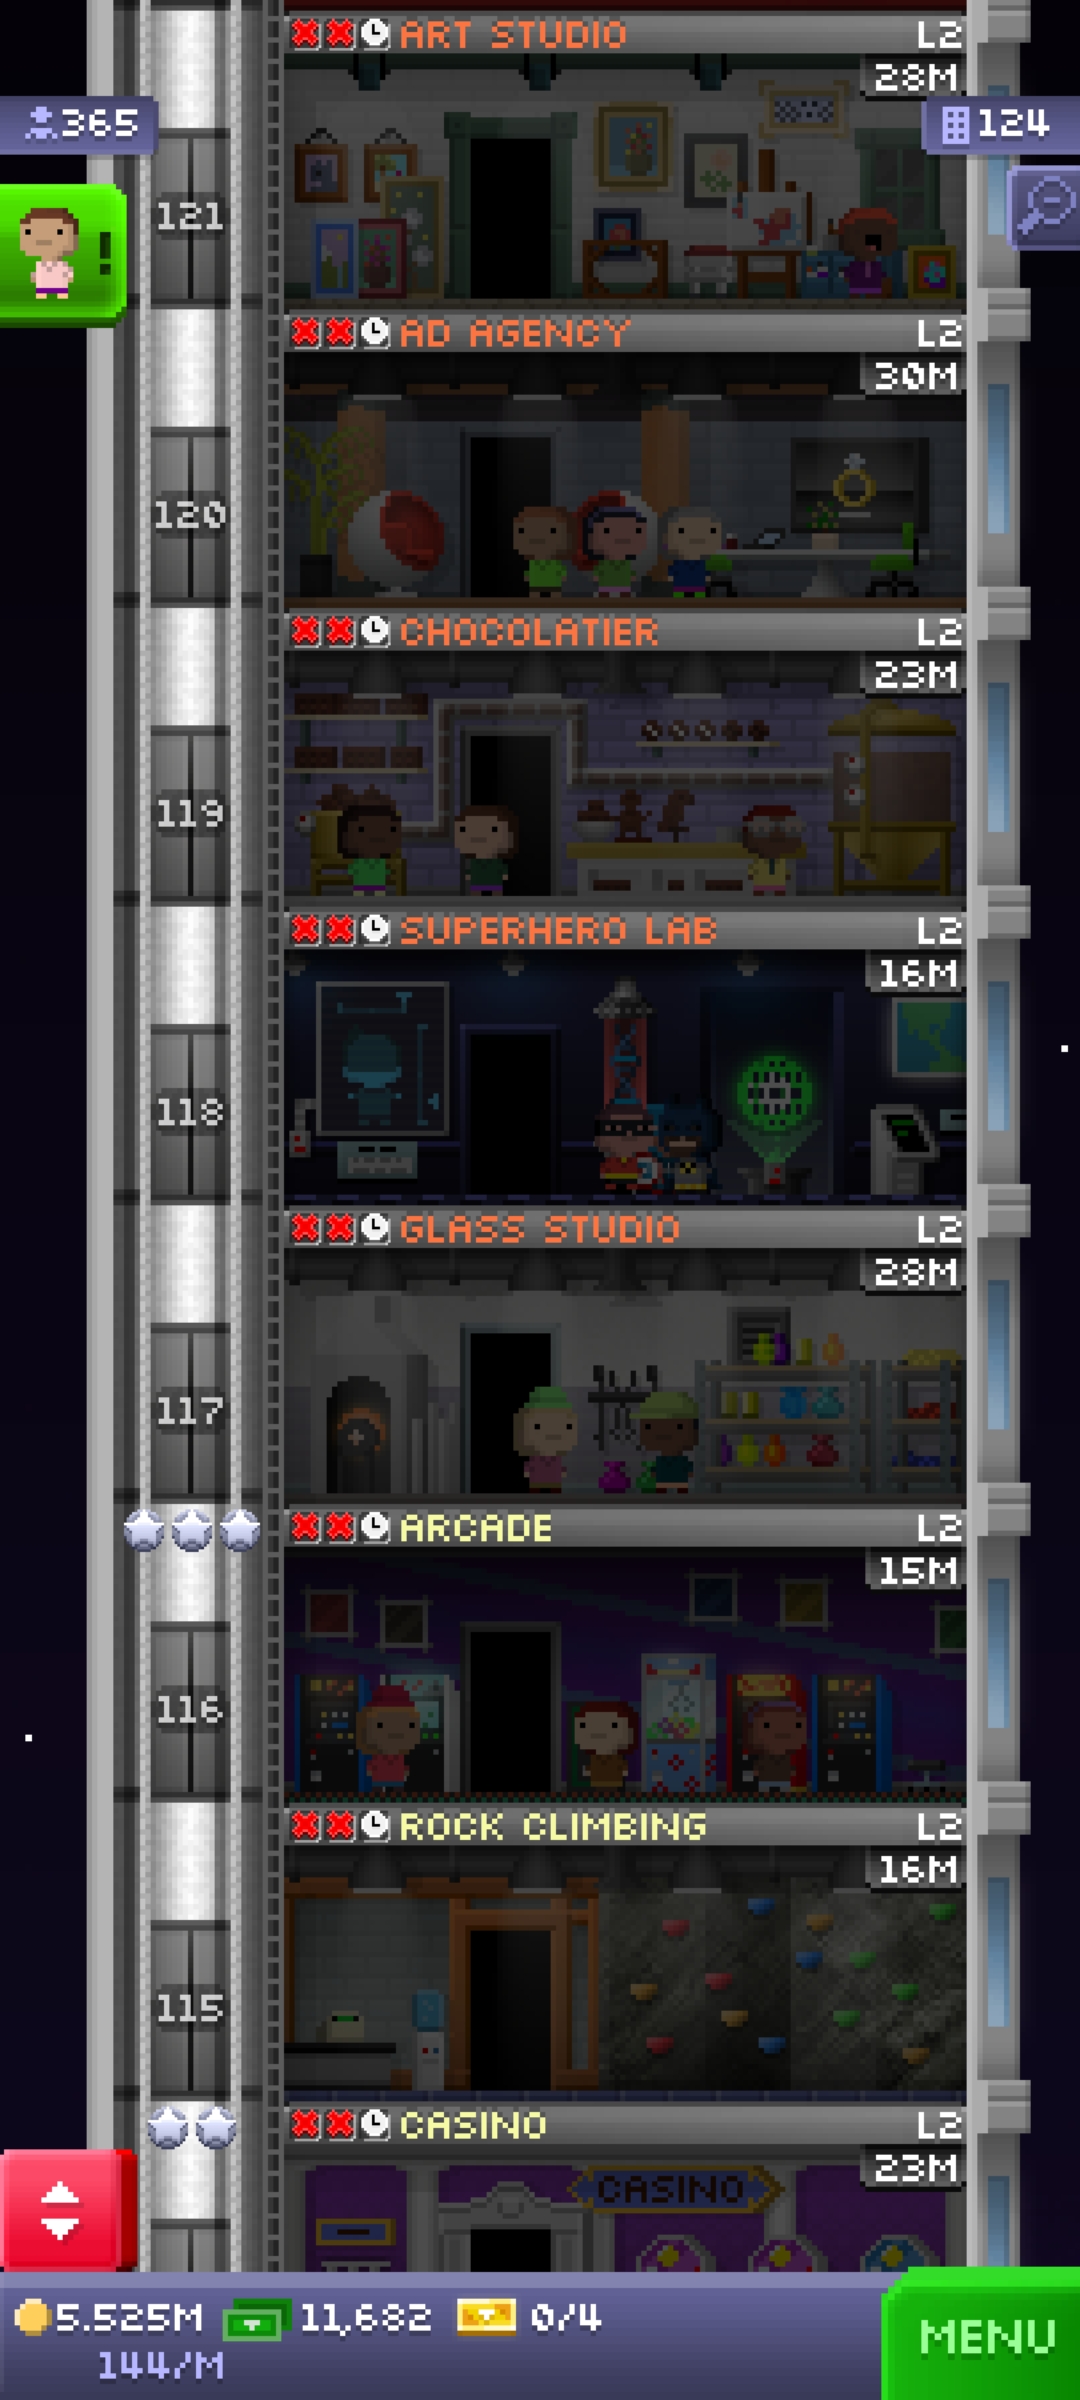 ART STUDIO L2
28M
365
124
121
!
AD AGENCY L2
30M
120
CHOCOLATIER L2
23M
119
SUPERHERO LAB L2
16M
118
GLASS STUDIO L2
28M
117
ARCADE L2
15M
116
ROCK CLIMBING L2
16M
115
CASINO L2
23M
CASINO
5.525M 11,682 0/4
144/M
MENU